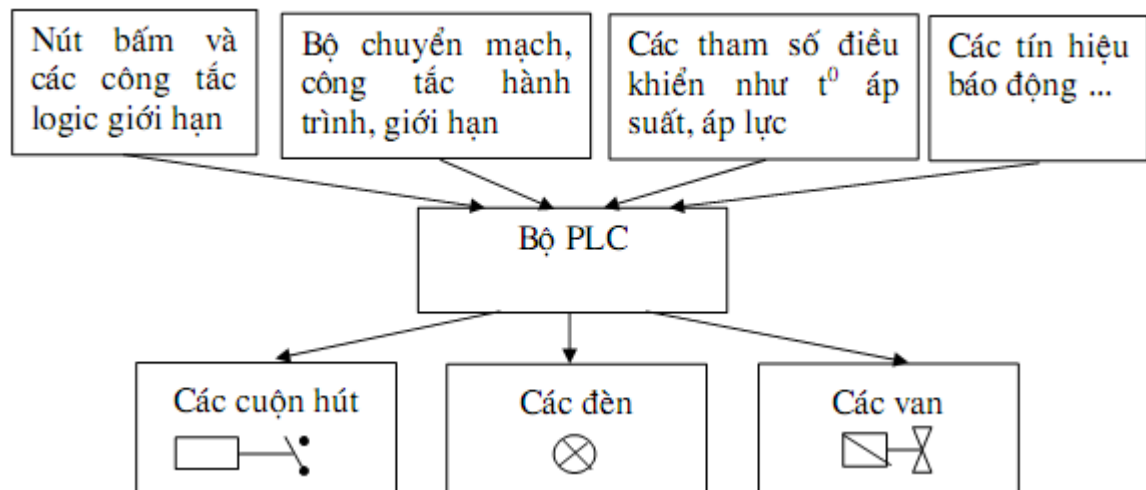 Nút bấm và
các công tắc
logic giới hạn
Bộ chuyển mạch,
công tắc hành
trình, giới hạn
Các tham số điều
khiển như t⁰ áp
suất, áp lực
Các tín hiệu
báo động ...
Bộ PLC
Các cuộn hút
Các đèn
Các van